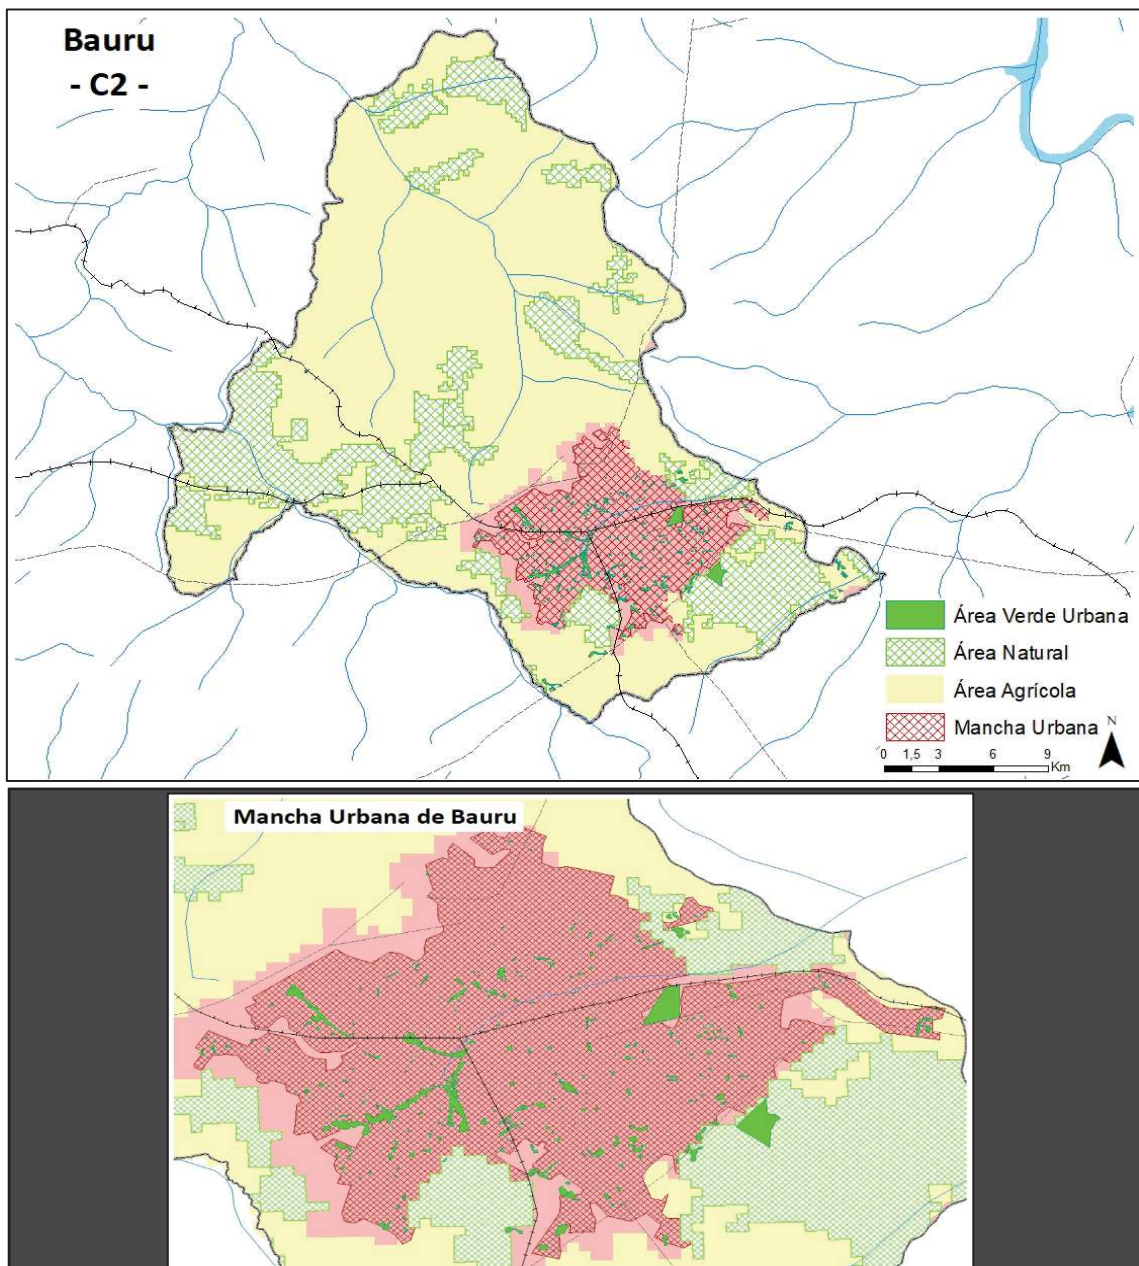 Bauru
- C2 -
Área Verde Urbana
Área Natural
Área Agrícola
Mancha Urbana
N
0 1,5 3 6 9
Km
Mancha Urbana de Bauru